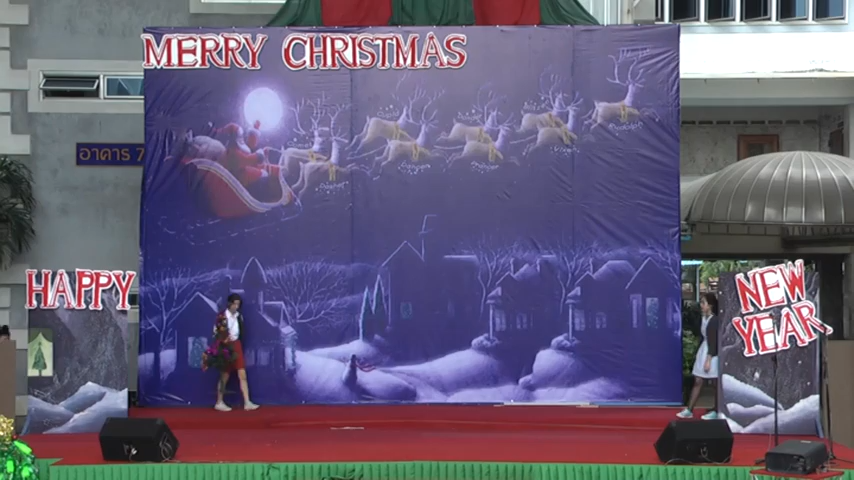 MERRY CHRISTMAS
อาคาร 7
HAPPY
NEW
YEAR